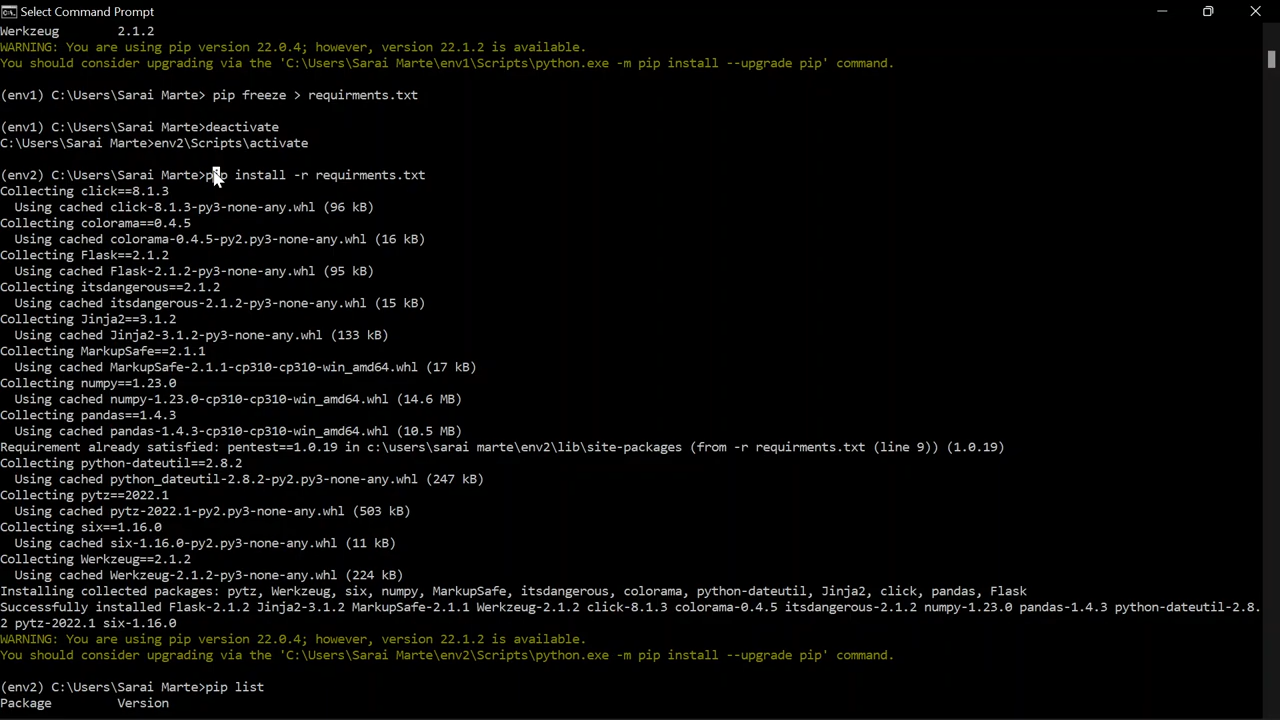 Select Command Prompt
Werkzeug        2.1.2
WARNING: You are using pip version 22.0.4; however, version 22.1.2 is available.
You should consider upgrading via the 'C:\Users\Sarai Marte\env1\Scripts\python.exe -m pip install --upgrade pip' command.
(env1) C:\Users\Sarai Marte> pip freeze > requirments.txt
(env1) C:\Users\Sarai Marte>deactivate
C:\Users\Sarai Marte>env2\Scripts\activate
(env2) C:\Users\Sarai Marte>pip install -r requirments.txt
Collecting click==8.1.3
  Using cached click-8.1.3-py3-none-any.whl (96 kB)
Collecting colorama==0.4.5
  Using cached colorama-0.4.5-py2.py3-none-any.whl (16 kB)
Collecting Flask==2.1.2
  Using cached Flask-2.1.2-py3-none-any.whl (95 kB)
Collecting itsdangerous==2.1.2
  Using cached itsdangerous-2.1.2-py3-none-any.whl (15 kB)
Collecting Jinja2==3.1.2
  Using cached Jinja2-3.1.2-py3-none-any.whl (133 kB)
Collecting MarkupSafe==2.1.1
  Using cached MarkupSafe-2.1.1-cp310-cp310-win_amd64.whl (17 kB)
Collecting numpy==1.23.0
  Using cached numpy-1.23.0-cp310-cp310-win_amd64.whl (14.6 MB)
Collecting pandas==1.4.3
  Using cached pandas-1.4.3-cp310-cp310-win_amd64.whl (10.5 MB)
Requirement already satisfied: pentest==1.0.19 in c:\users\sarai marte\env2\lib\site-packages (from -r requirments.txt (line 9)) (1.0.19)
Collecting python-dateutil==2.8.2
  Using cached python_dateutil-2.8.2-py2.py3-none-any.whl (247 kB)
Collecting pytz==2022.1
  Using cached pytz-2022.1-py2.py3-none-any.whl (503 kB)
Collecting six==1.16.0
  Using cached six-1.16.0-py2.py3-none-any.whl (11 kB)
Collecting Werkzeug==2.1.2
  Using cached Werkzeug-2.1.2-py3-none-any.whl (224 kB)
Installing collected packages: pytz, Werkzeug, six, numpy, MarkupSafe, itsdangerous, colorama, python-dateutil, Jinja2, click, pandas, Flask
Successfully installed Flask-2.1.2 Jinja2-3.1.2 MarkupSafe-2.1.1 Werkzeug-2.1.2 click-8.1.3 colorama-0.4.5 itsdangerous-2.1.2 numpy-1.23.0 pandas-1.4.3 python-dateutil-2.8.
2 pytz-2022.1 six-1.16.0
WARNING: You are using pip version 22.0.4; however, version 22.1.2 is available.
You should consider upgrading via the 'C:\Users\Sarai Marte\env2\Scripts\python.exe -m pip install --upgrade pip' command.
(env2) C:\Users\Sarai Marte>pip list
Package         Version